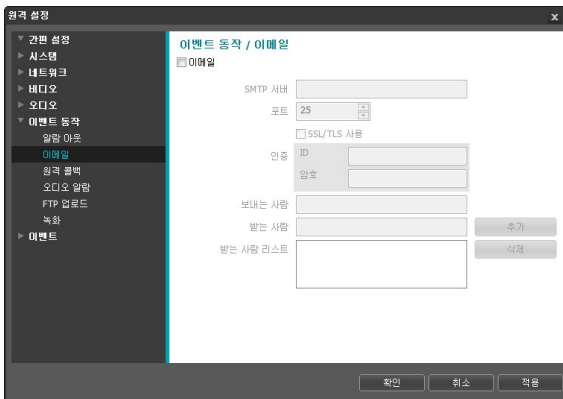 원격 설정
x
간편 설정
시스템
네트워크
비디오
오디오
이벤트 동작
알람 아웃
이메일
원격 콜백
오디오 알람
FTP 업로드
녹화
이벤트
이벤트 동작 / 이메일
이메일
SMTP 서버
포트 25
SSL/TLS 사용
인증 ID
암호
보내는 사람
받는 사람 추가
받는 사람 리스트 삭제
확인 취소 적용